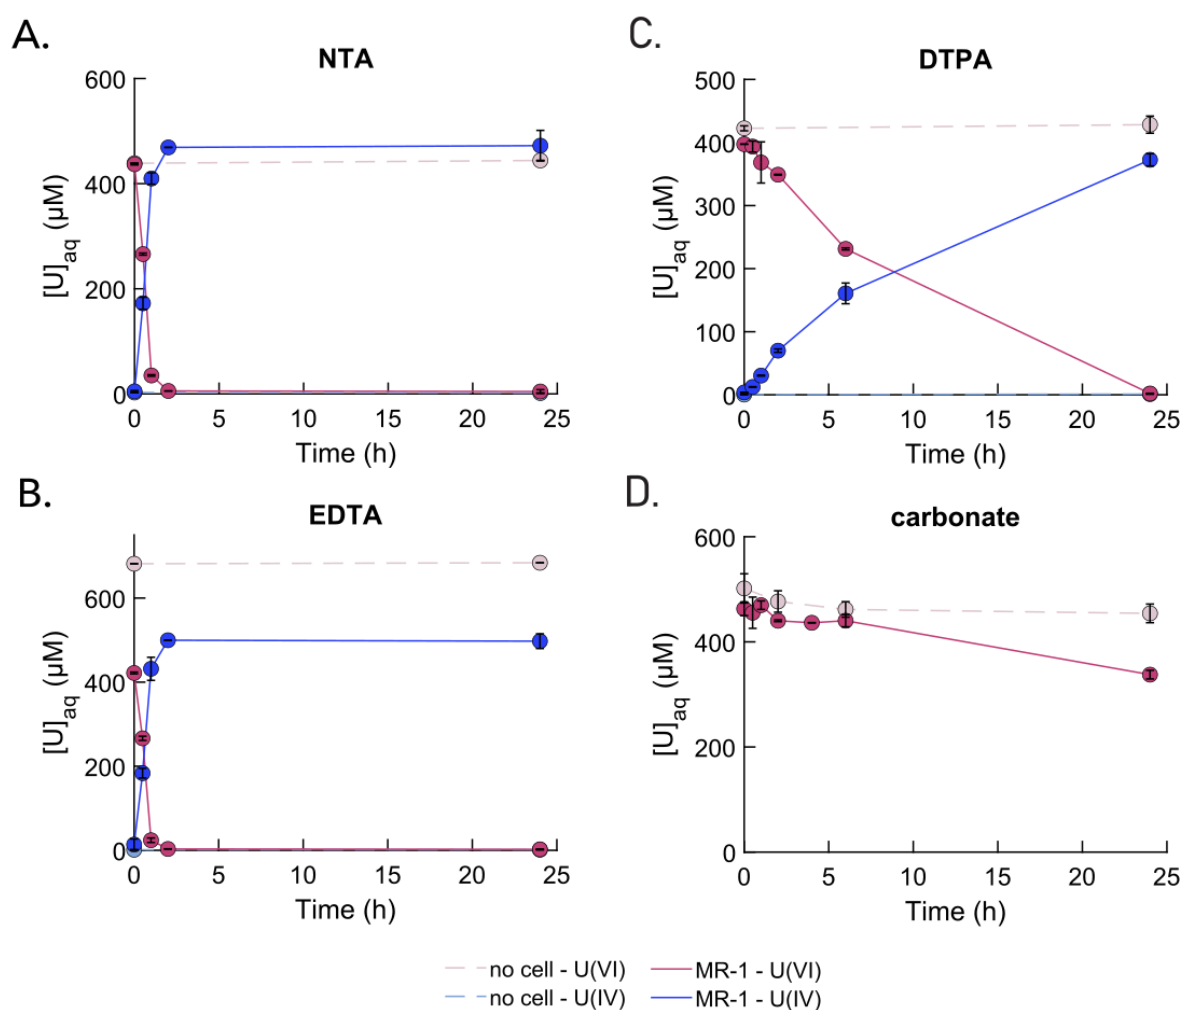 A.
NTA
600
400
200
0
[U]aq (µM)
0 5 10 15 20 25
Time (h)
C.
DTPA
500
400
300
200
100
0
[U]aq (µM)
0 5 10 15 20 25
Time (h)
B.
EDTA
600
400
200
0
[U]aq (µM)
0 5 10 15 20 25
Time (h)
D.
carbonate
600
400
200
0
[U]aq (µM)
0 5 10 15 20 25
Time (h)
no cell - U(VI) MR-1 - U(VI)
no cell - U(IV) MR-1 - U(IV)